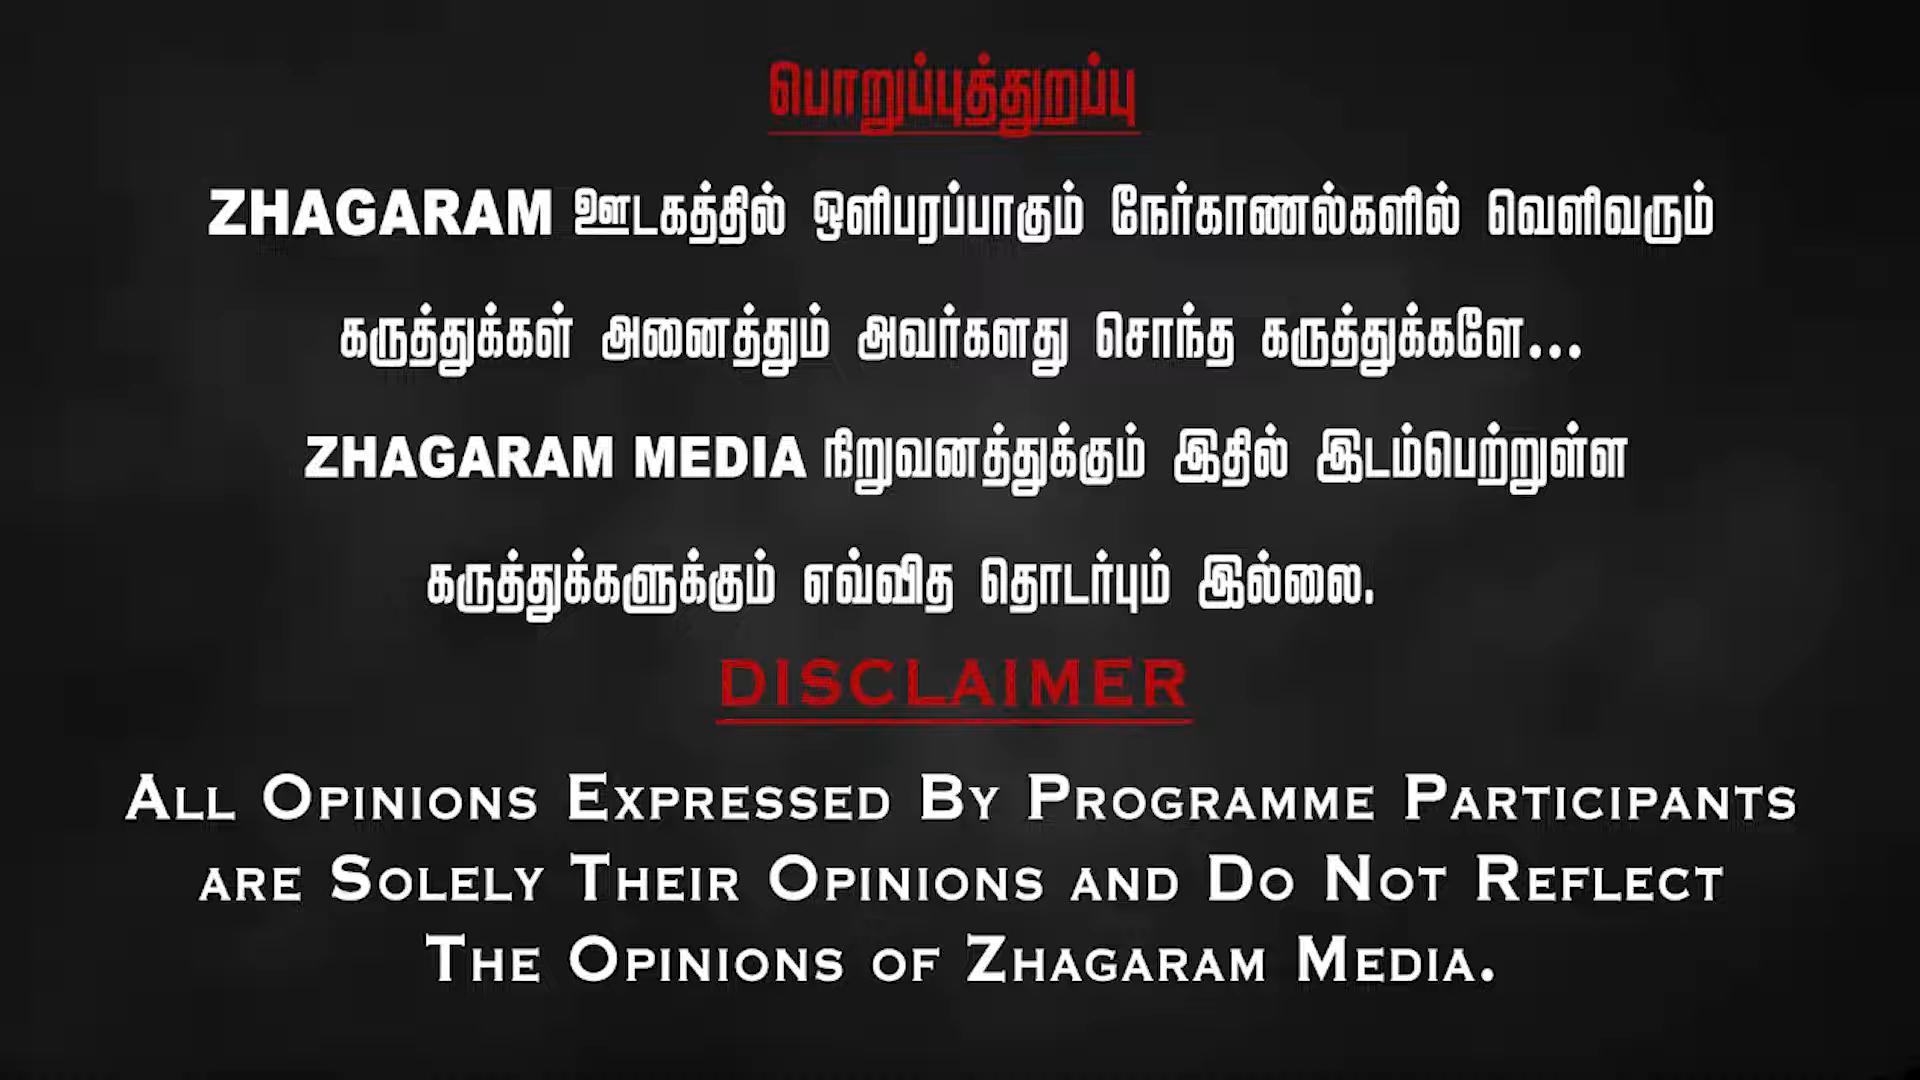 பொறுப்புத்துறப்பு
ZHAGARAM ஊடகத்தில் ஒளிபரப்பாகும் நேர்காணல்களில் வெளிவரும்
கருத்துக்கள் அனைத்தும் அவர்களது சொந்த கருத்துக்களே...
ZHAGARAM MEDIA நிறுவனத்துக்கும் இதில் இடம்பெற்றுள்ள
கருத்துக்களுக்கும் எவ்வித தொடர்பும் இல்லை.
DISCLAIMER
ALL OPINIONS EXPRESSED BY PROGRAMME PARTICIPANTS
ARE SOLELY THEIR OPINIONS AND DO NOT REFLECT
THE OPINIONS OF ZHAGARAM MEDIA.